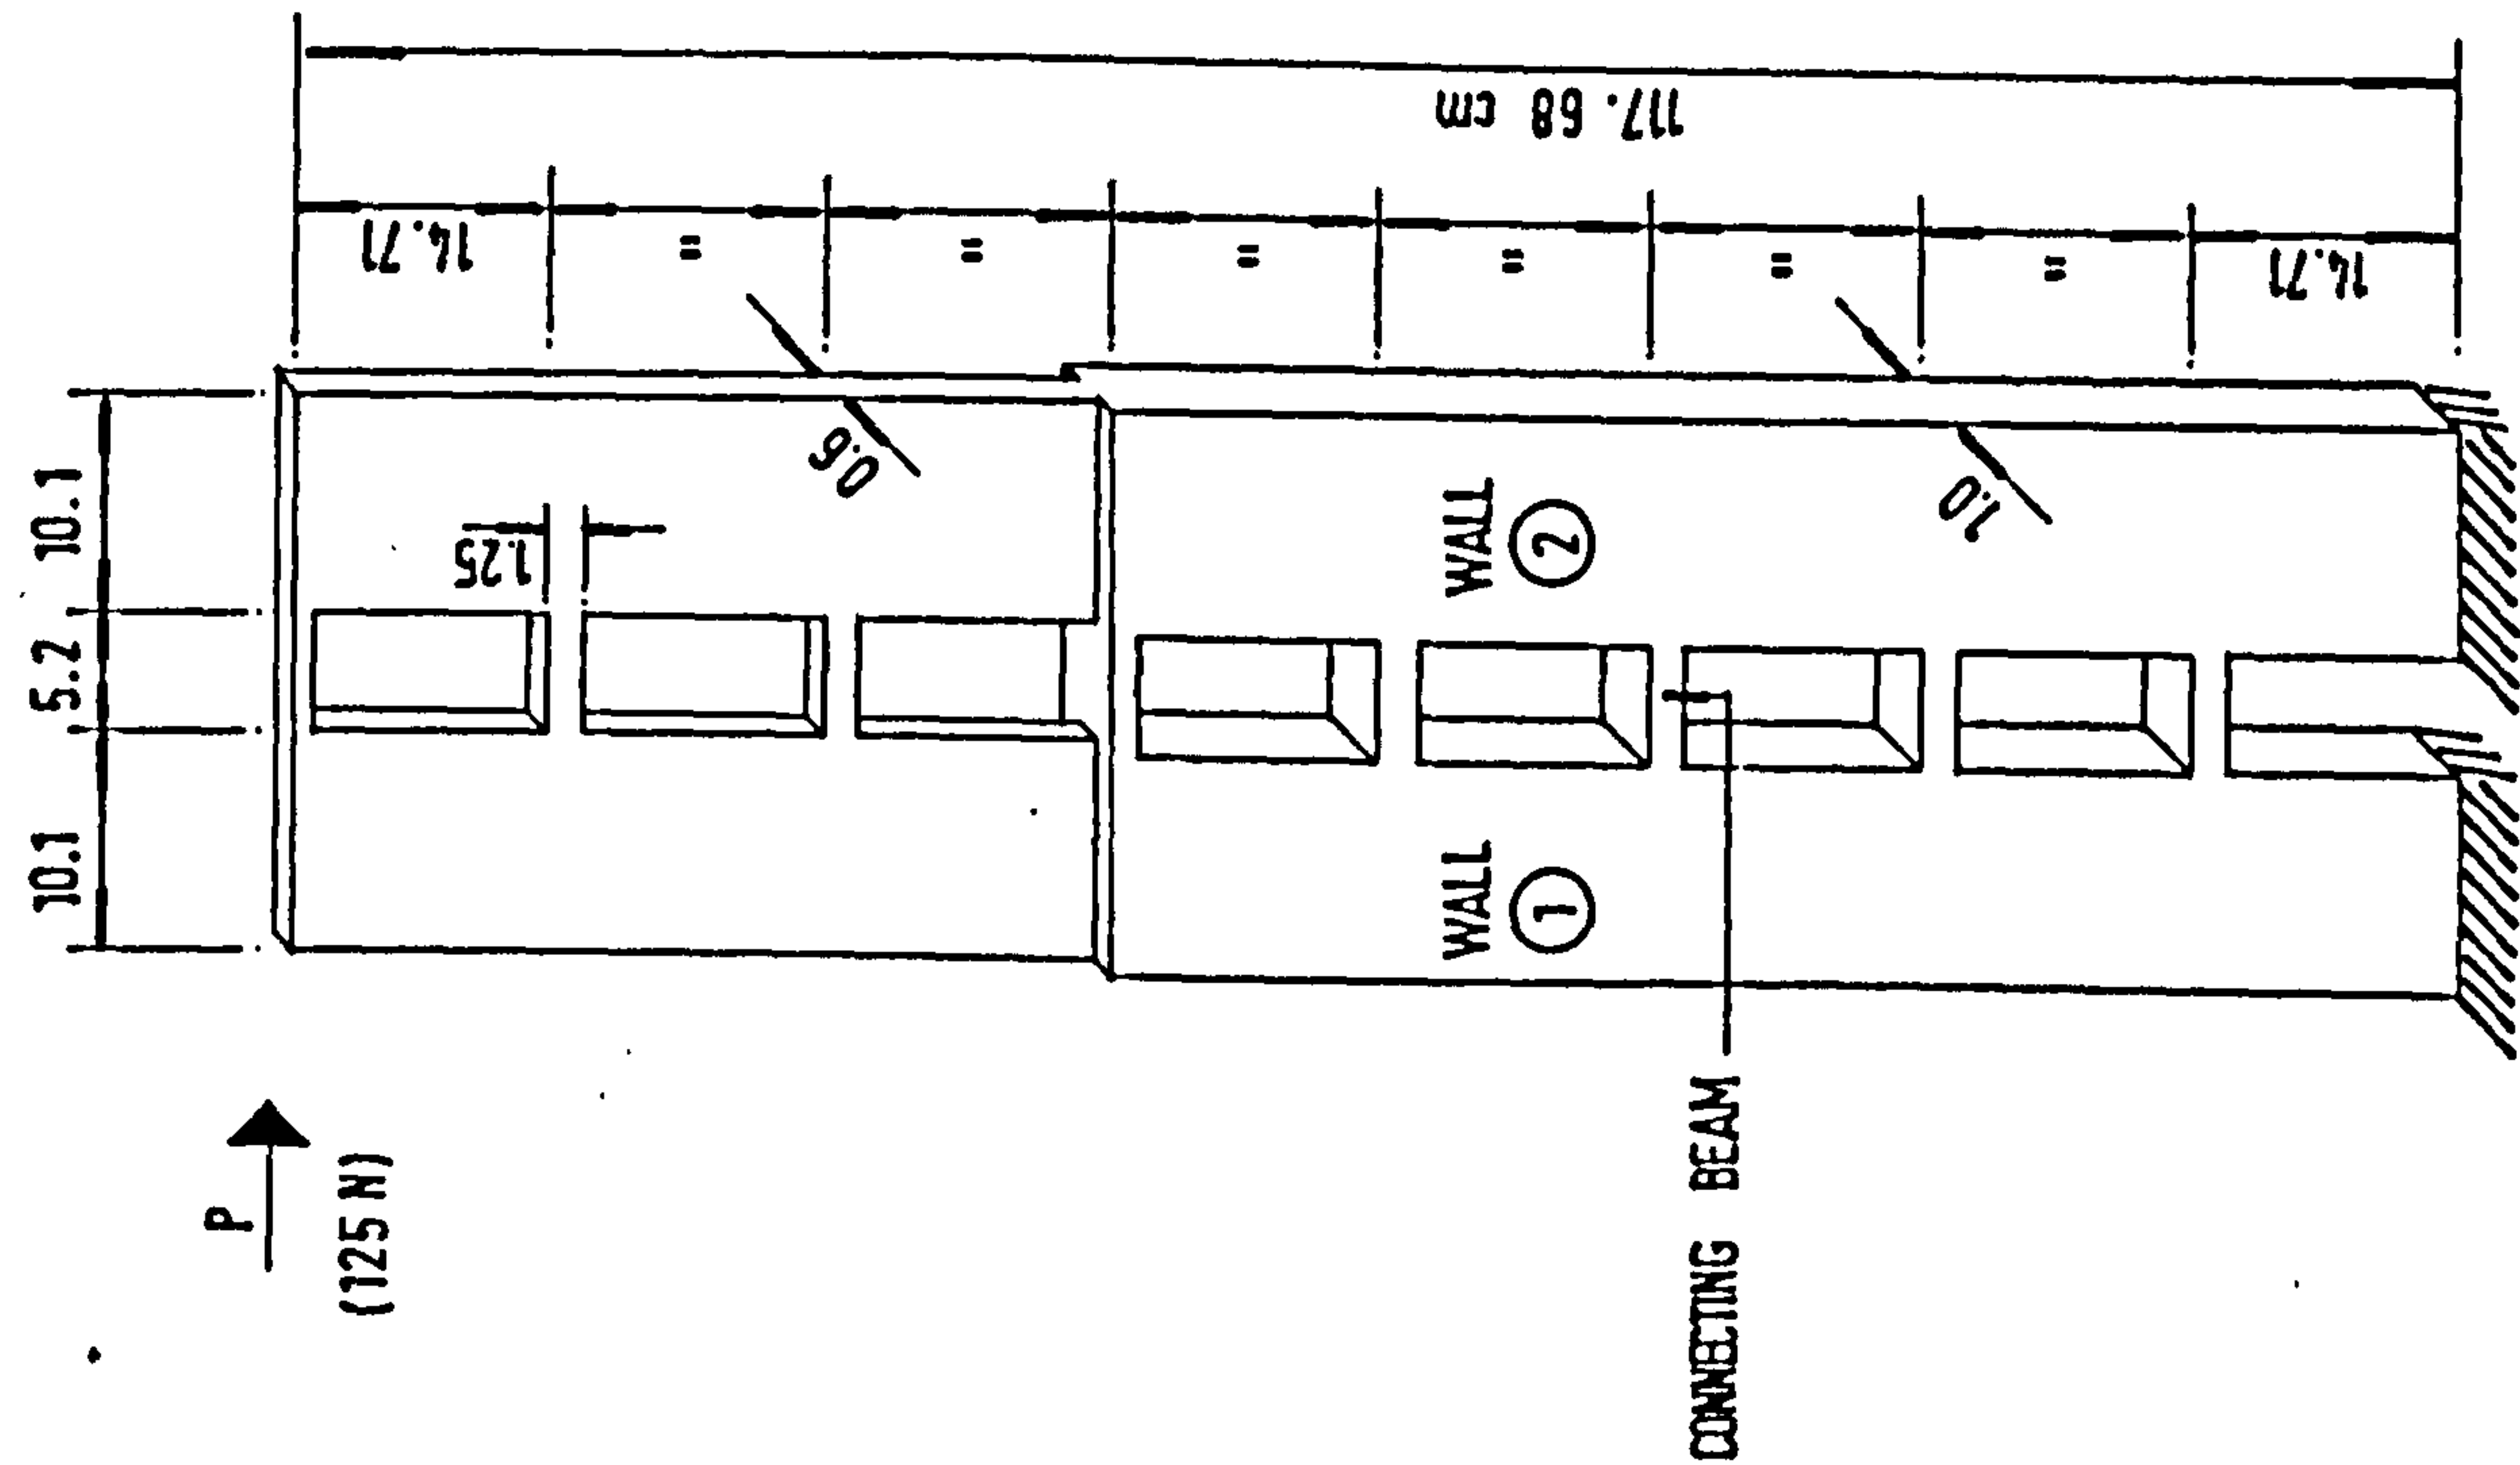 117.68 cm
14.71
"
"
"
"
"
"
14.71
0.6
1.0
1.25
10.1
5.2
10.1
WALL
②
WALL
①
P
(125 N)
CONNECTING BEAM